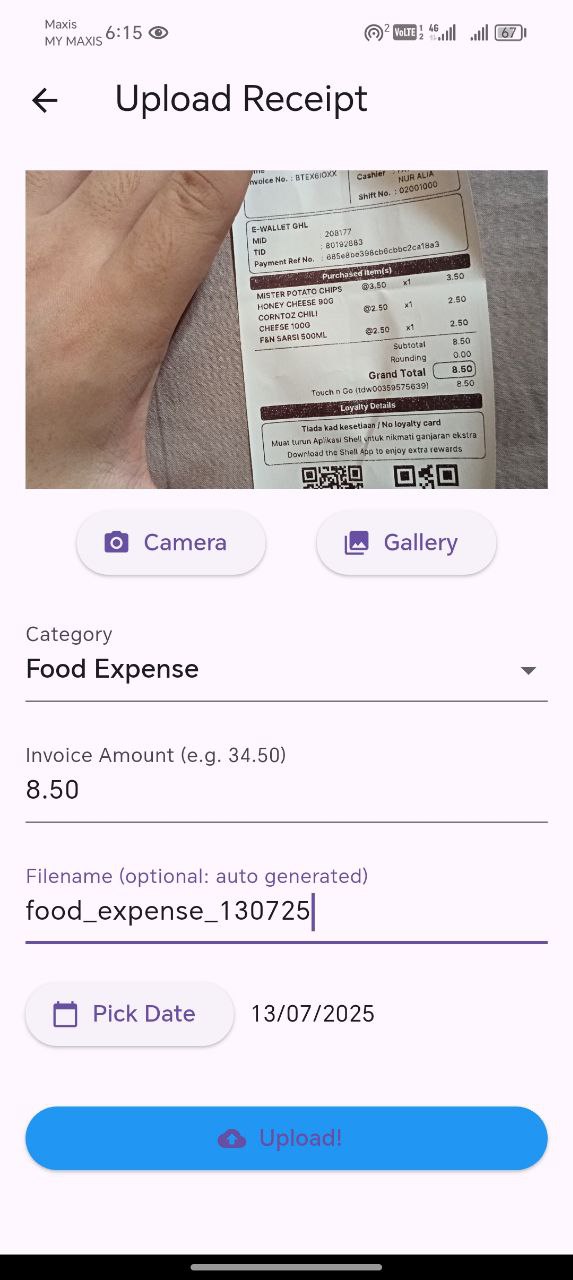 Maxis
MY MAXIS 6:15
2 VoLTE 1 2 4G 67
Upload Receipt
nvoice No. : BTEX6IOXX
Cashier
NUR ALIA
Shift No. : 02001000
E-WALLET GHL
MID 208177
TID : 80192883
Payment Ref No. :
Purchased Item(s)
MISTER POTATO CHIPS @3.50 x1 3.50
HONEY CHEESE 90G
CORNTOZ CHILI @2.50 x1 2.50
CHEESE 100G
F&N SARSI 500ML @2.50 x1 2.50
Subtotal 8.50
Rounding 0.00
Grand Total 8.50
Touch n Go (tdw00359575639) 8.50
Loyalty Details
Tiada kad kesetiaan / No loyalty card
Muat turun Aplikasi Shell untuk nikmati ganjaran ekstra
Download the Shell App to enjoy extra rewards
Camera
Gallery
Category
Food Expense
Invoice Amount (e.g. 34.50)
8.50
Filename (optional: auto generated)
food_expense_130725
Pick Date 13/07/2025
Upload!